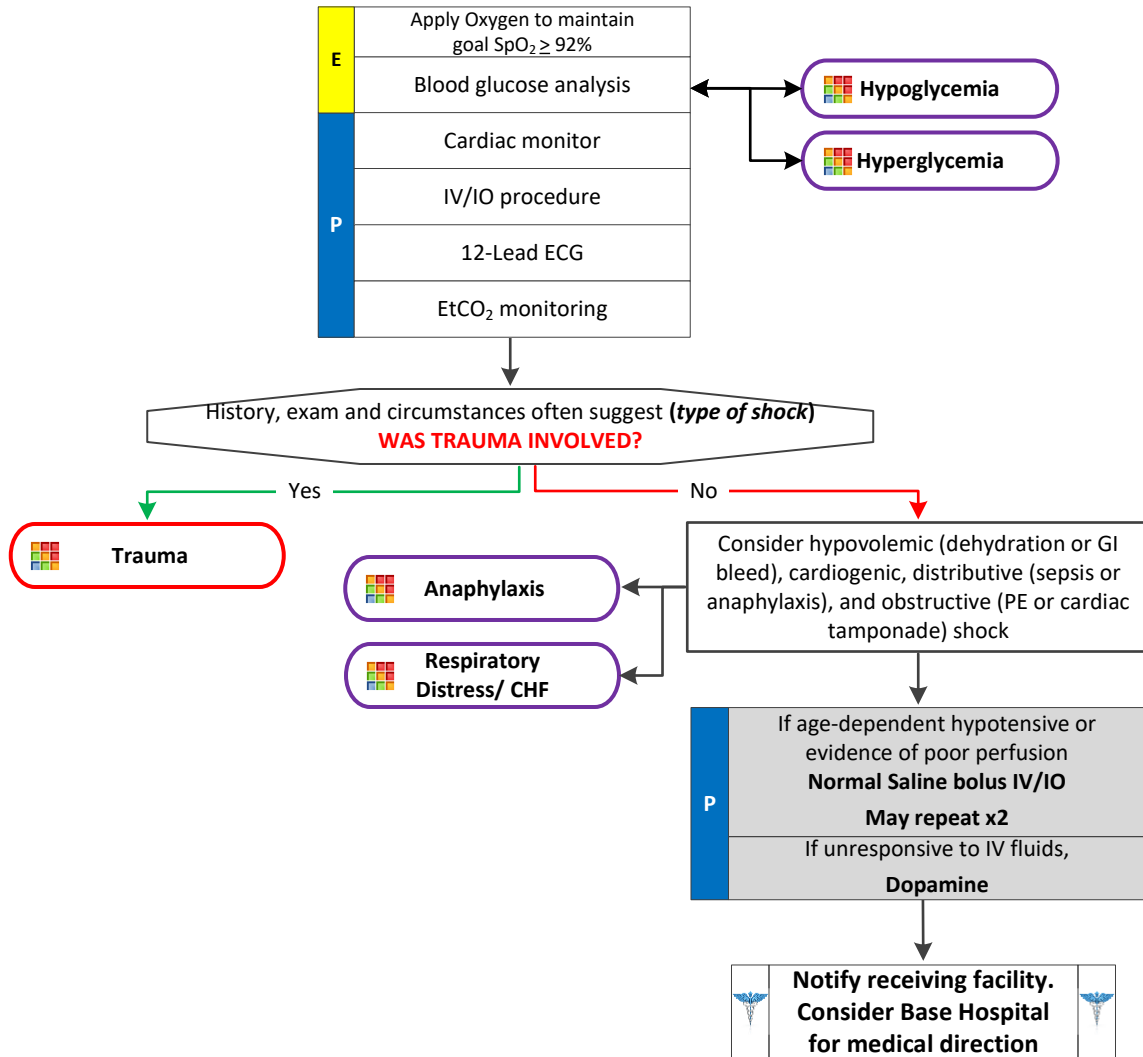 Apply Oxygen to maintain
goal SpO₂ ≥ 92%
E
Blood glucose analysis
Hypoglycemia
Hyperglycemia
Cardiac monitor
IV/IO procedure
P
12-Lead ECG
EtCO₂ monitoring
History, exam and circumstances often suggest (type of shock)
WAS TRAUMA INVOLVED?
Yes
No
Trauma
Consider hypovolemic (dehydration or GI
bleed), cardiogenic, distributive (sepsis or
anaphylaxis), and obstructive (PE or cardiac
tamponade) shock
Anaphylaxis
Respiratory
Distress/ CHF
P
If age-dependent hypotensive or
evidence of poor perfusion
Normal Saline bolus IV/IO
May repeat x2
If unresponsive to IV fluids,
Dopamine
Notify receiving facility.
Consider Base Hospital
for medical direction